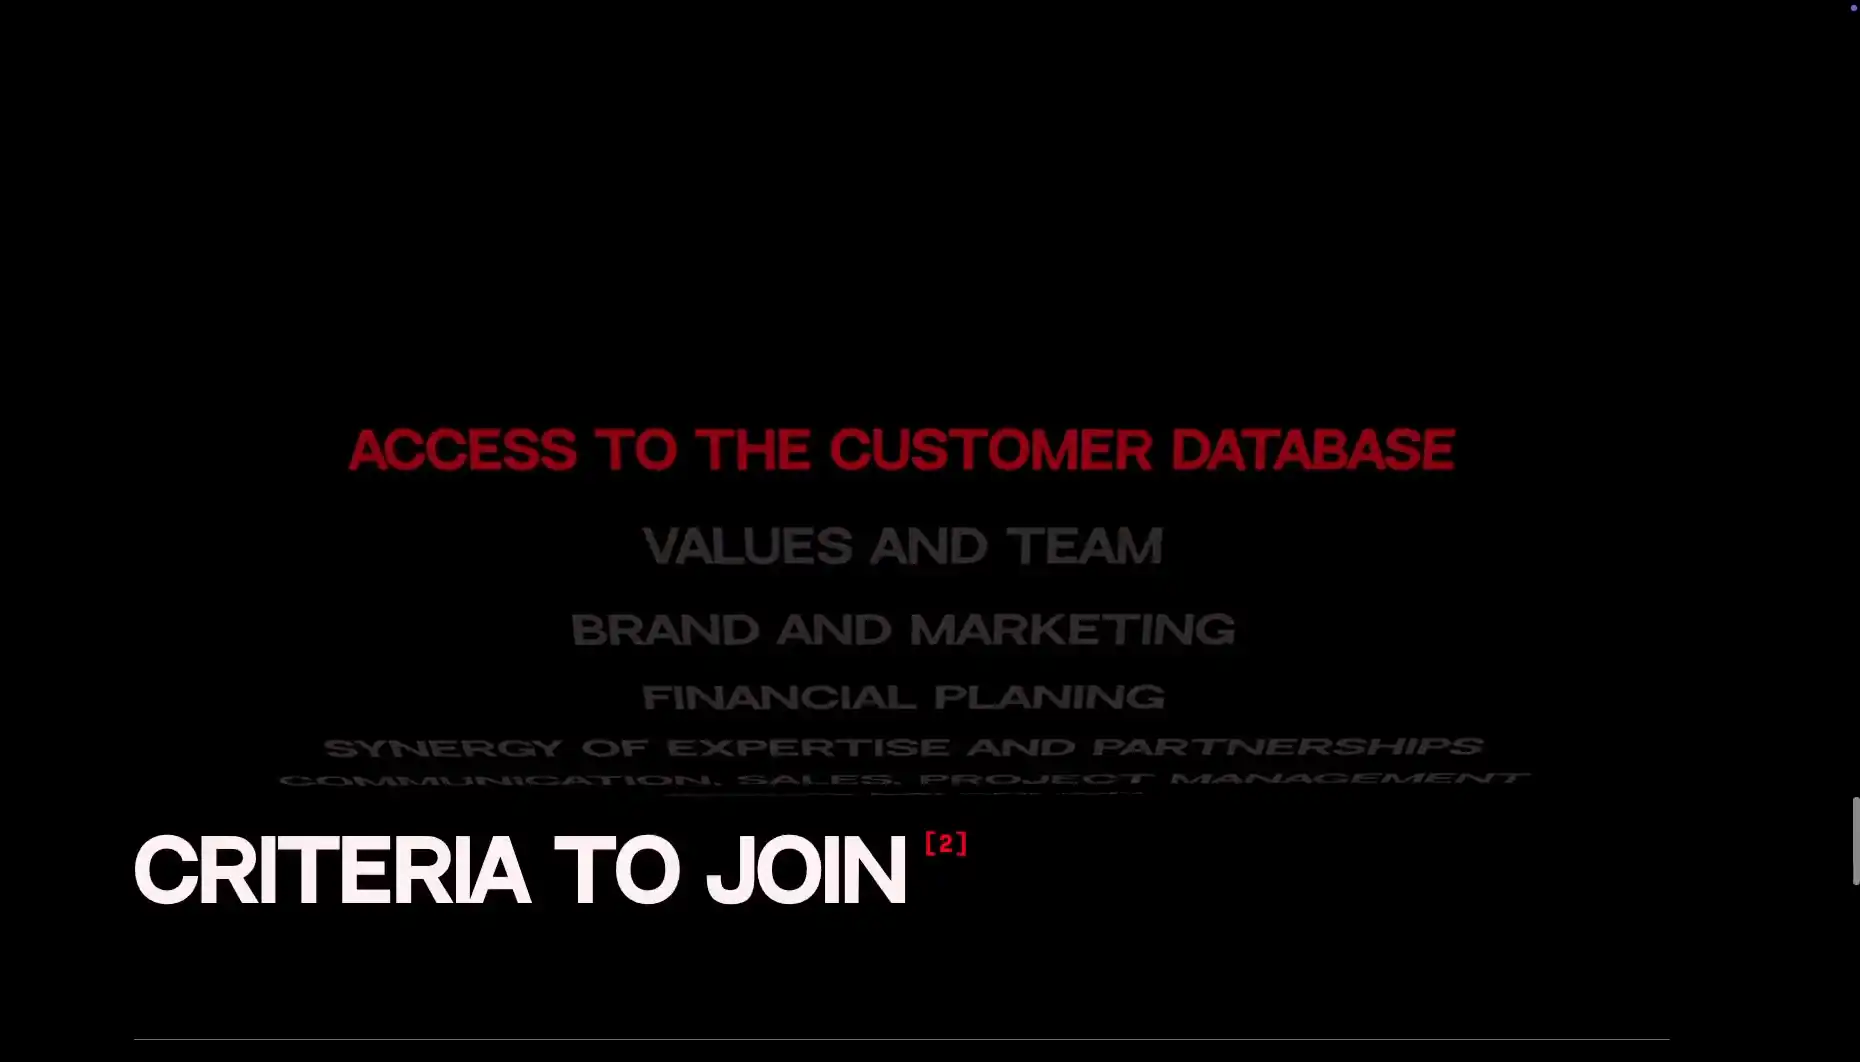 ACCESS TO THE CUSTOMER DATABASE
VALUES AND TEAM
BRAND AND MARKETING
FINANCIAL PLANING
SYNERGY OF EXPERTISE AND PARTNERSHIPS
COMMUNICATION, SALES, PROJECT MANAGEMENT
CRITERIA TO JOIN [2]